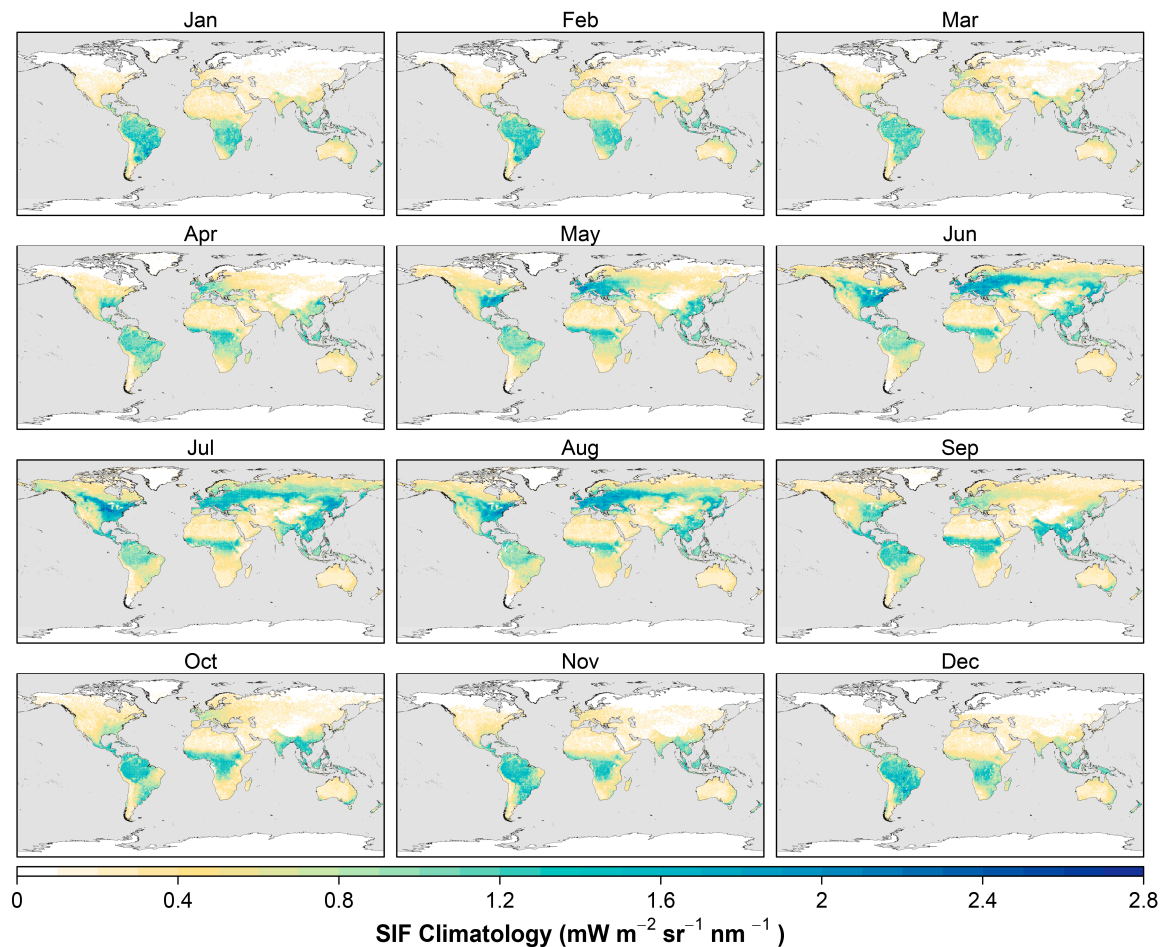 Jan Feb Mar
Apr May Jun
Jul Aug Sep
Oct Nov Dec
0 0.4 0.8 1.2 1.6 2 2.4 2.8
SIF Climatology (mW m⁻² sr⁻¹ nm ⁻¹ )